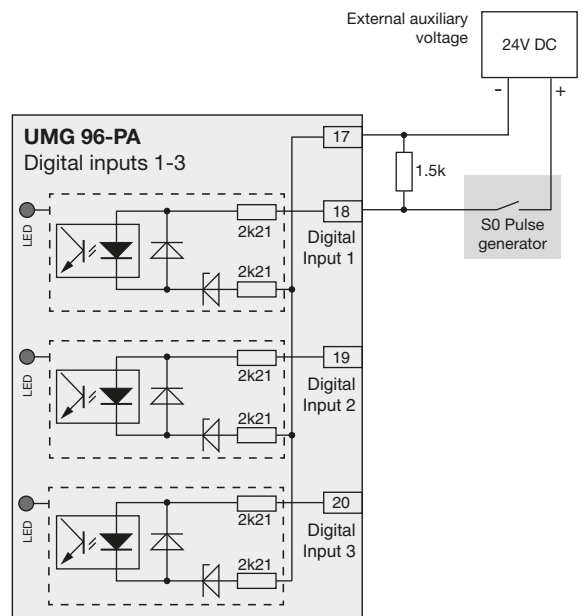 External auxiliary
voltage
24V DC
-
+
UMG 96-PA
Digital inputs 1-3
17
1.5k
LED
18
2k21
S0 Pulse
generator
Digital
Input 1
2k21
LED
19
2k21
Digital
Input 2
2k21
LED
20
2k21
Digital
Input 3
2k21